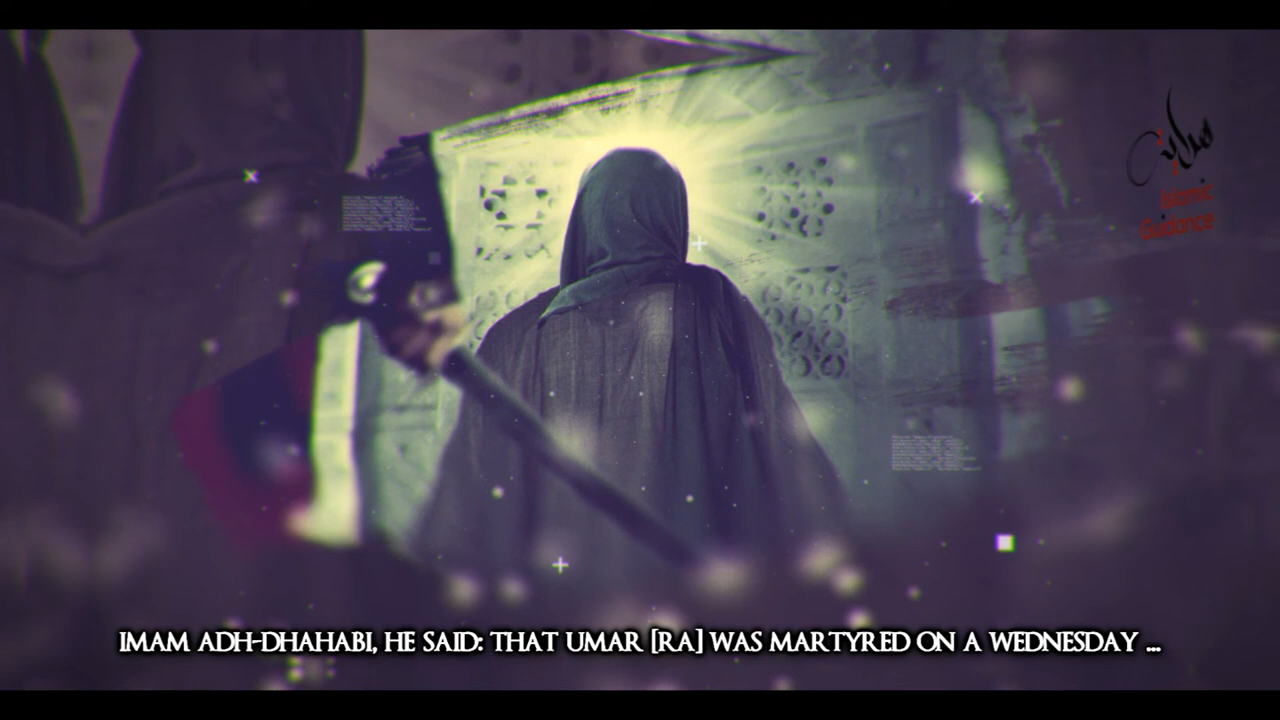 Islamic
Guidance
IMAM ADH-DHAHABI, HE SAID: THAT UMAR [RA] WAS MARTYRED ON A WEDNESDAY ...